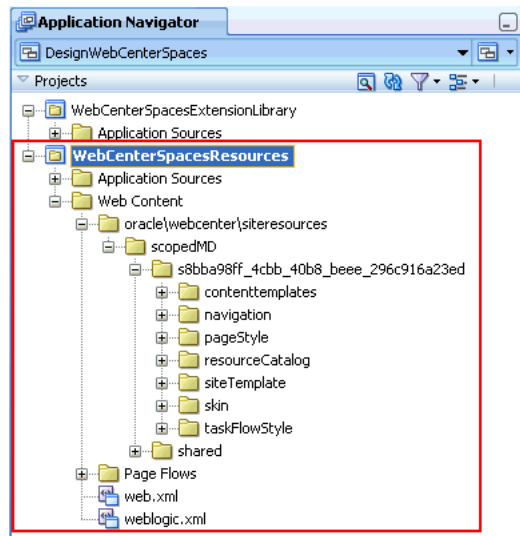 Application Navigator
DesignWebCenterSpaces
Projects
WebCenterSpacesExtensionLibrary
Application Sources
WebCenterSpacesResources
Application Sources
Web Content
oracle\webcenter\siteresources
scopedMD
s8bba98ff_4cbb_40b8_beee_296c916a23ed
contenttemplates
navigation
pageStyle
resourceCatalog
siteTemplate
skin
taskFlowStyle
shared
Page Flows
web.xml
weblogic.xml